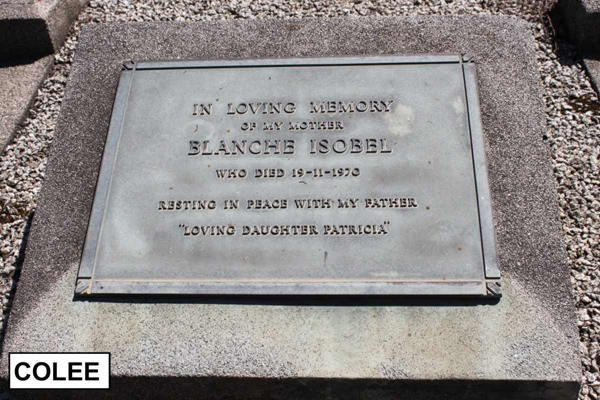 IN LOVING MEMORY
OF MY MOTHER
BLANCHE ISOBEL
WHO DIED 19-11-1970
RESTING IN PEACE WITH MY FATHER
"LOVING DAUGHTER PATRICIA"
COLEE